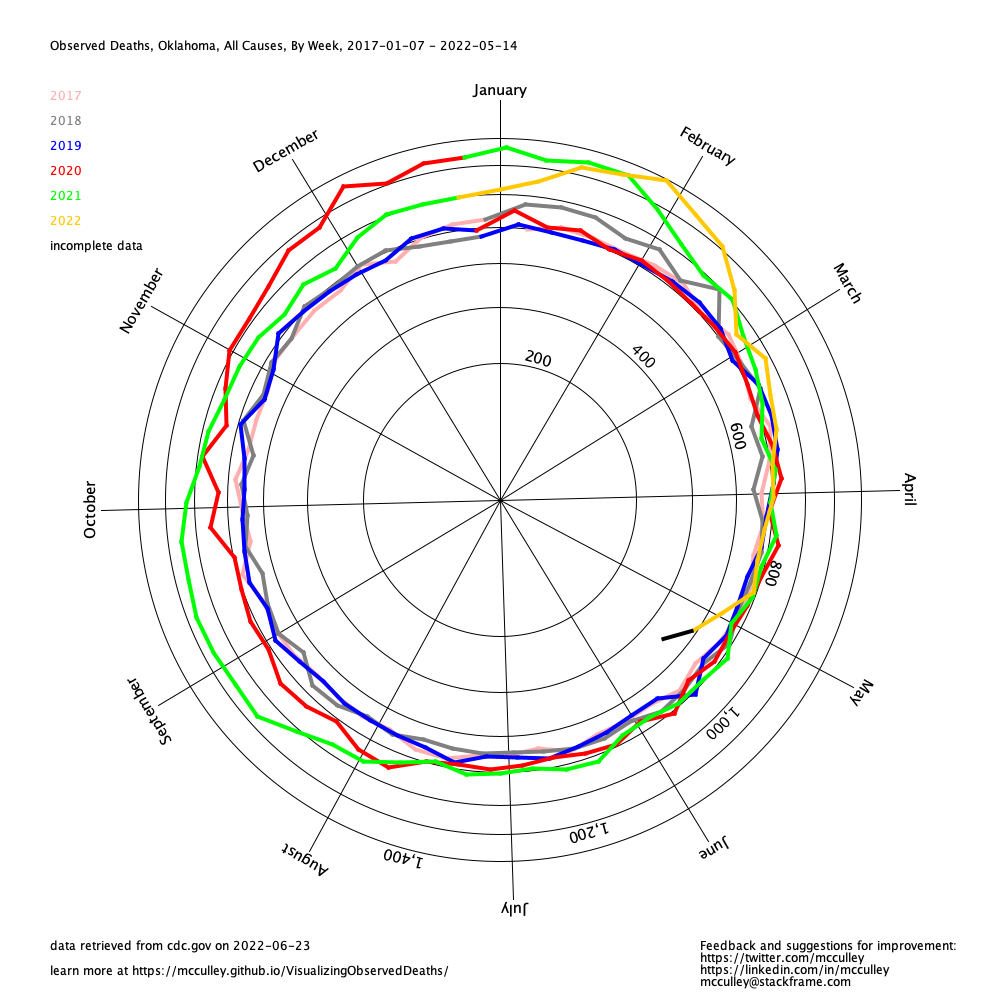 Observed Deaths, Oklahoma, All Causes, By Week, 2017-01-07 - 2022-05-14
2017
2018
2019
2020
2021
2022
incomplete data
January
February
March
April
May
June
July
August
September
October
November
December
200
400
600
800
1,000
1,200
1,400
data retrieved from cdc.gov on 2022-06-23
learn more at https://mcculley.github.io/VisualizingObservedDeaths/
Feedback and suggestions for improvement:
https://twitter.com/mcculley
https://linkedin.com/in/mcculley
mcculley@stackframe.com